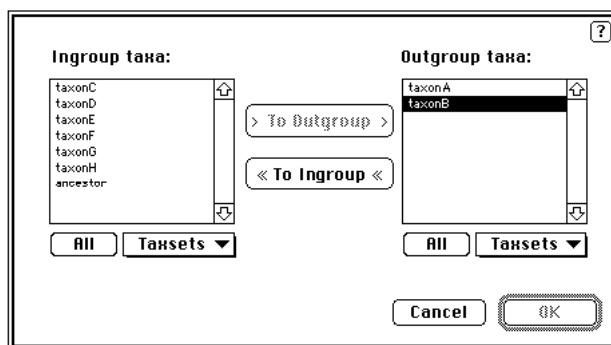 ?
Ingroup taxa:
Outgroup taxa:
taxonC
taxonD
taxonE
taxonF
taxonG
taxonH
ancestor
> To Outgroup >
« To Ingroup «
taxonA
taxonB
All
Taxsets ▼
All
Taxsets ▼
Cancel
OK